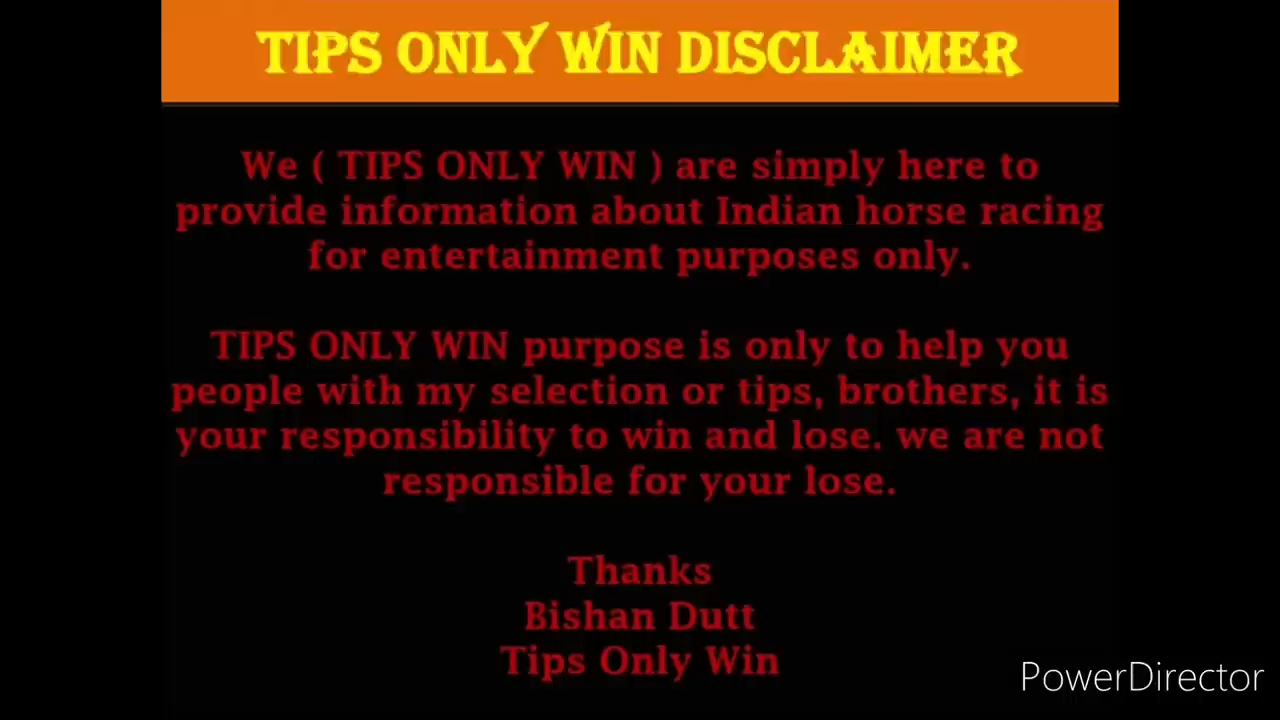 TIPS ONLY WIN DISCLAIMER
We ( TIPS ONLY WIN ) are simply here to
provide information about Indian horse racing
for entertainment purposes only.
TIPS ONLY WIN purpose is only to help you
people with my selection or tips, brothers, it is
your responsibility to win and lose. we are not
responsible for your lose.
Thanks
Bishan Dutt
Tips Only Win
PowerDirector